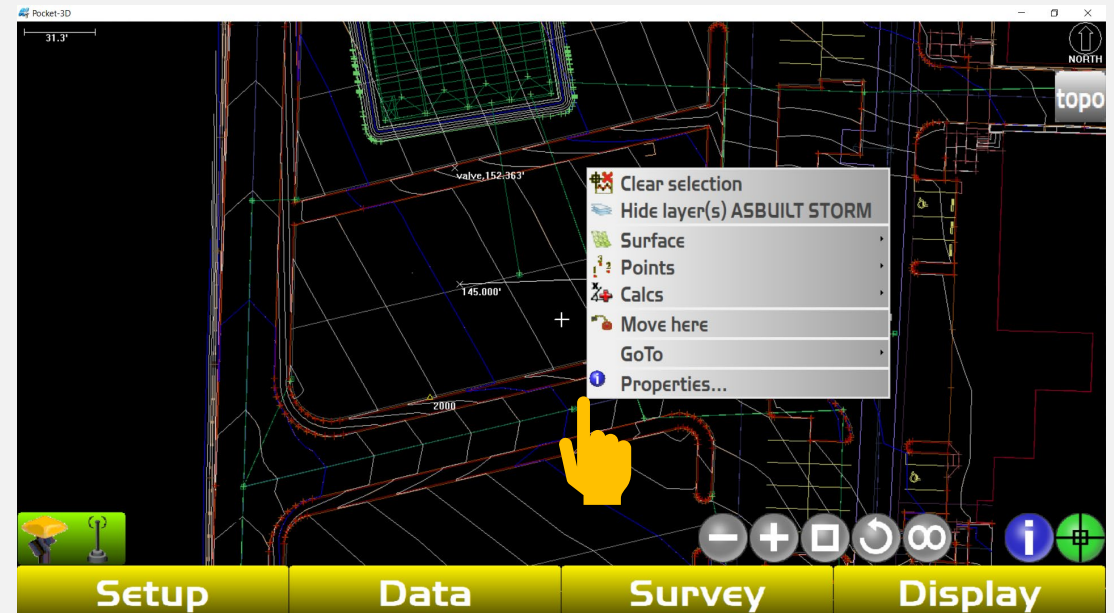 Pocket-3D
31.3'
NORTH
topo
valve,152.363'
Clear selection
Hide layer(s) ASBUILT STORM
Surface
Points
Calcs
145.000'
Move here
GoTo
Properties...
2000
Setup Data Survey Display